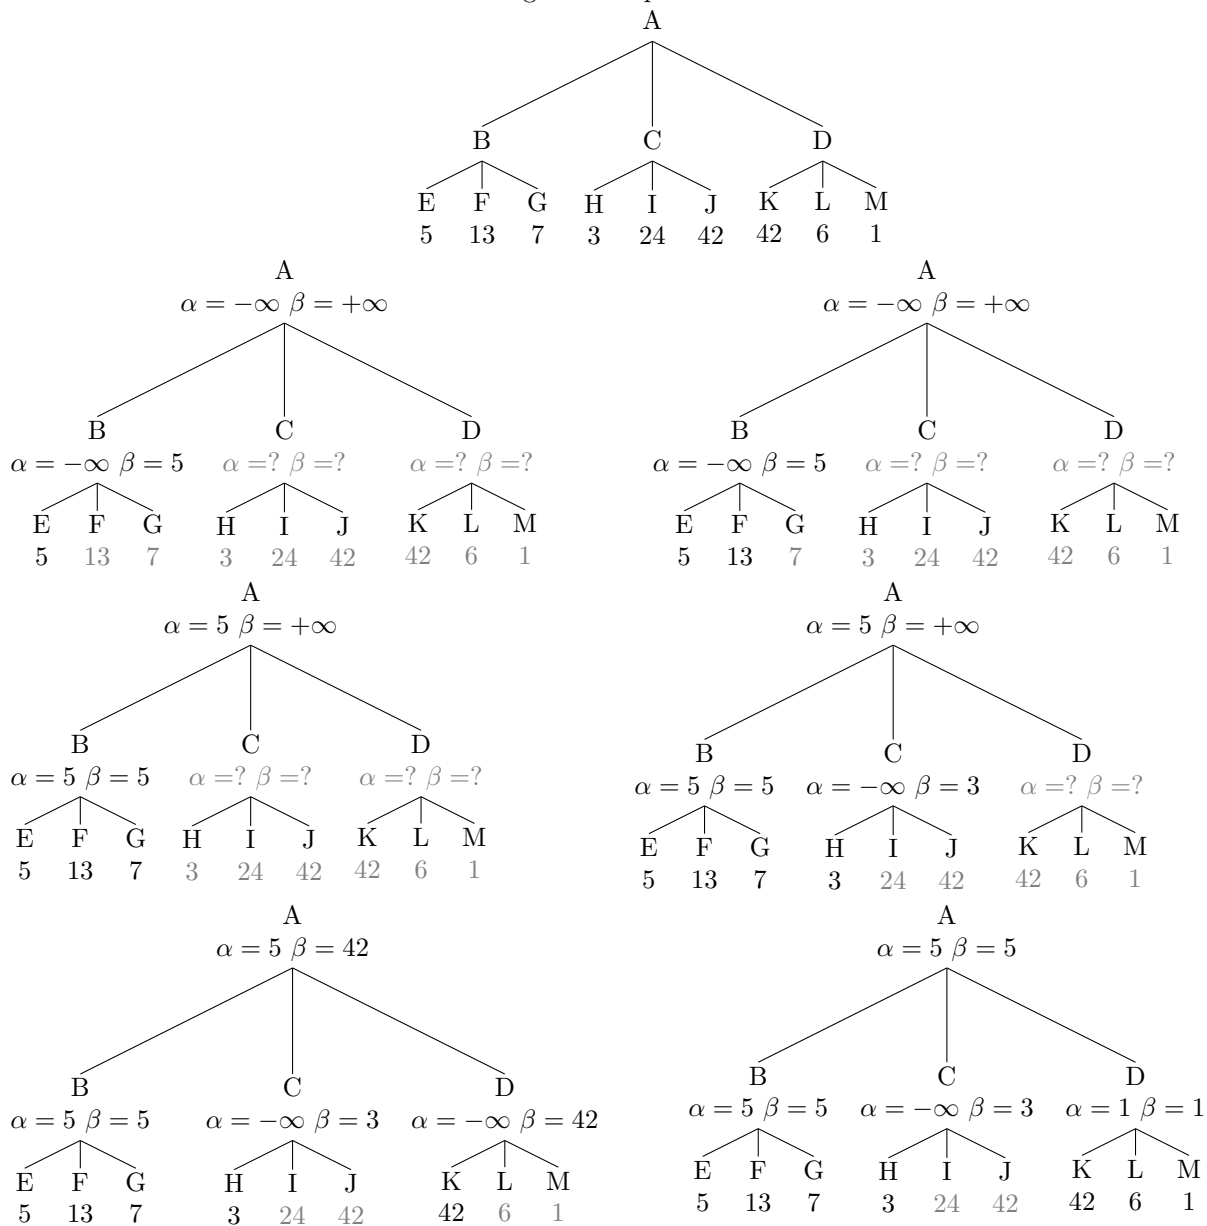 A
B C D
E F G H I J K L M
5 13 7 3 24 42 42 6 1
A
α = −∞ β = +∞
B C D
α = −∞ β = 5 α =? β =? α =? β =?
E F G H I J K L M
5 13 7 3 24 42 42 6 1
A
α = −∞ β = +∞
B C D
α = −∞ β = 5 α =? β =? α =? β =?
E F G H I J K L M
5 13 7 3 24 42 42 6 1
A
α = 5 β = +∞
B C D
α = 5 β = 5 α =? β =? α =? β =?
E F G H I J K L M
5 13 7 3 24 42 42 6 1
A
α = 5 β = +∞
B C D
α = 5 β = 5 α = −∞ β = 3 α =? β =?
E F G H I J K L M
5 13 7 3 24 42 42 6 1
A
α = 5 β = 42
B C D
α = 5 β = 5 α = −∞ β = 3 α = −∞ β = 42
E F G H I J K L M
5 13 7 3 24 42 42 6 1
A
α = 5 β = 5
B C D
α = 5 β = 5 α = −∞ β = 3 α = 1 β = 1
E F G H I J K L M
5 13 7 3 24 42 42 6 1